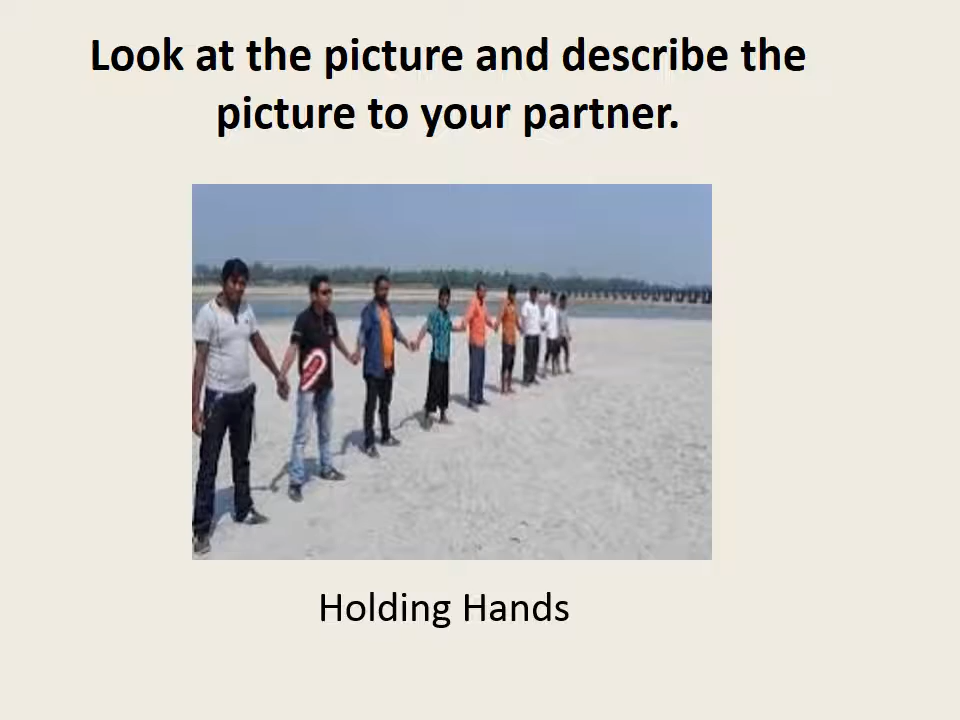 Look at the picture and describe the
picture to your partner.
Holding Hands